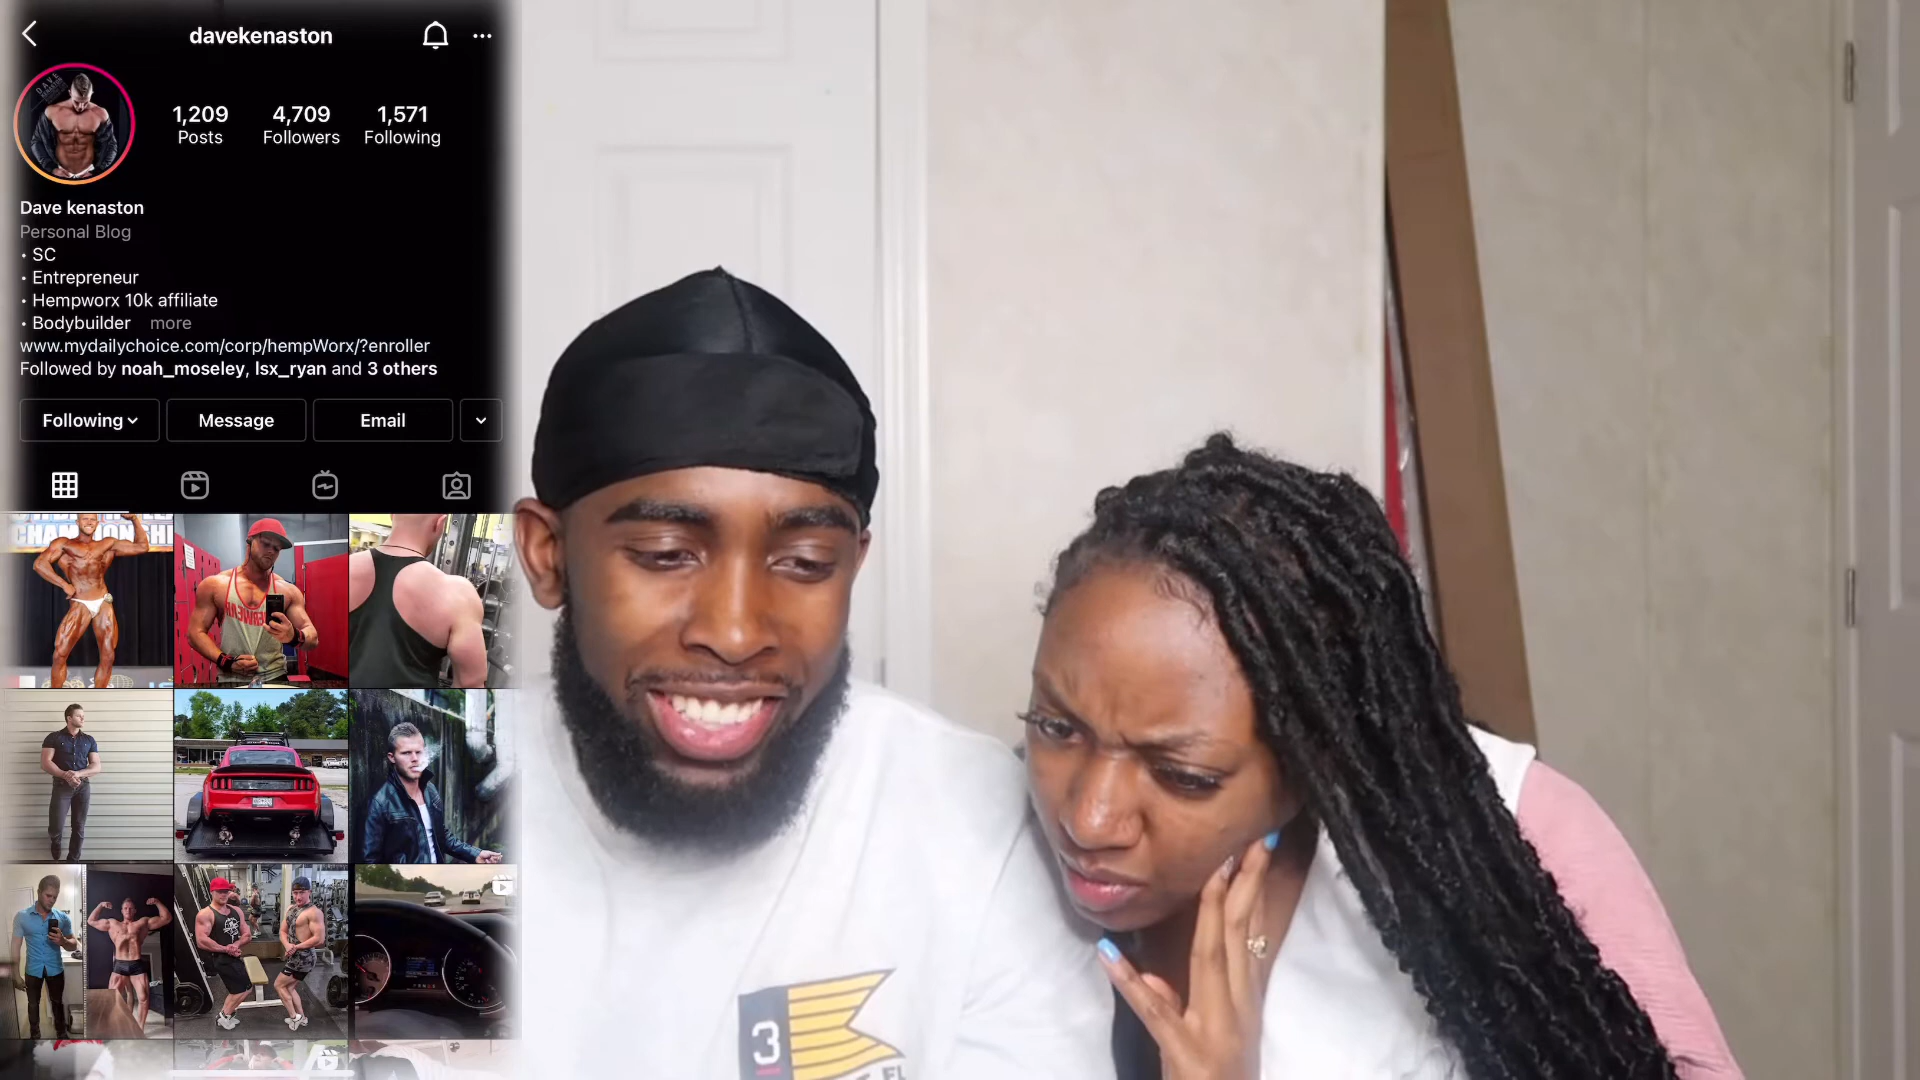 davekenaston
1,209
Posts
4,709
Followers
1,571
Following
Dave kenaston
Personal Blog
• SC
• Entrepreneur
• Hempworx 10k affiliate
• Bodybuilder more
www.mydailychoice.com/corp/hempWorx/?enroller
Followed by noah_moseley, lsx_ryan and 3 others
Following
Message
Email
3